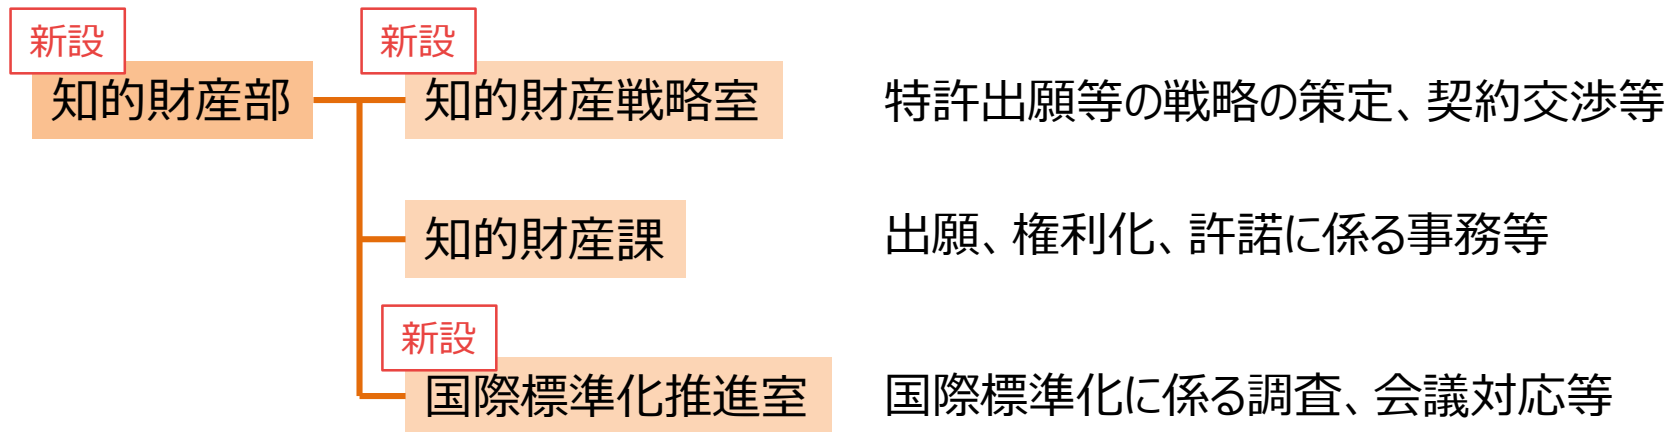 新設
知的財産部
新設
知的財産戦略室
特許出願等の戦略の策定、契約交渉等
知的財産課
出願、権利化、許諾に係る事務等
新設
国際標準化推進室
国際標準化に係る調査、会議対応等